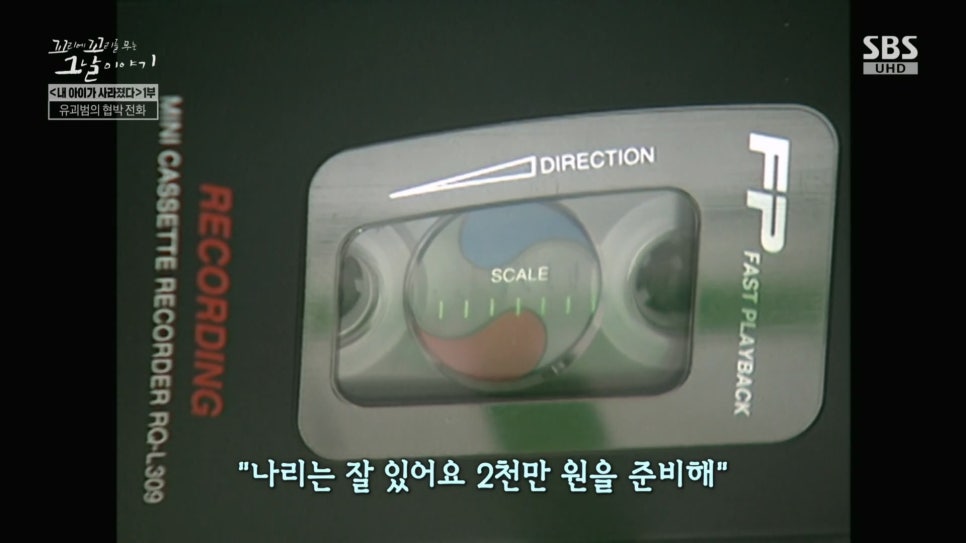 꼬리에 꼬리를 무는
그날 이야기
<내 아이가 사라졌다>1부
유괴범의 협박 전화
SBS
UHD
MINI CASSETTE RECORDER RQ-L309
RECORDING
DIRECTION
SCALE
FP
FAST PLAYBACK
"나리는 잘 있어요 2천만 원을 준비해"